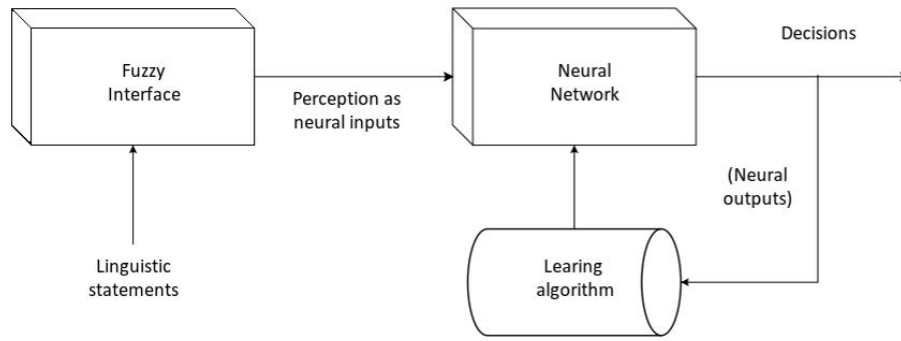 Fuzzy
Interface
Perception as
neural inputs
Neural
Network
Decisions
(Neural
outputs)
Linguistic
statements
Learing
algorithm